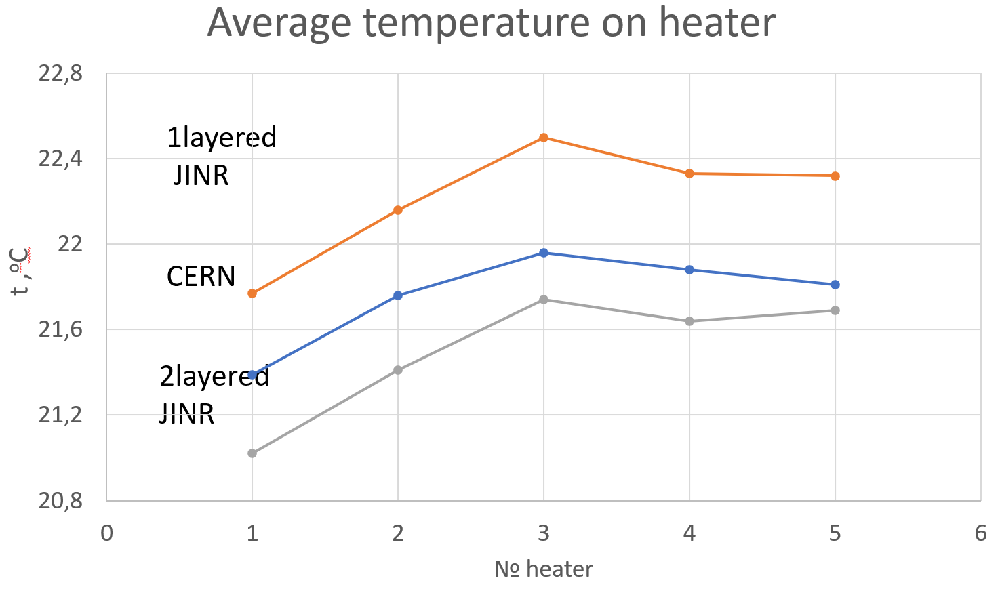 Average temperature on heater
22,8
22,4
22
21,6
21,2
20,8
t ,ºC
1layered
JINR
CERN
2layered
JINR
0 1 2 3 4 5 6
№ heater